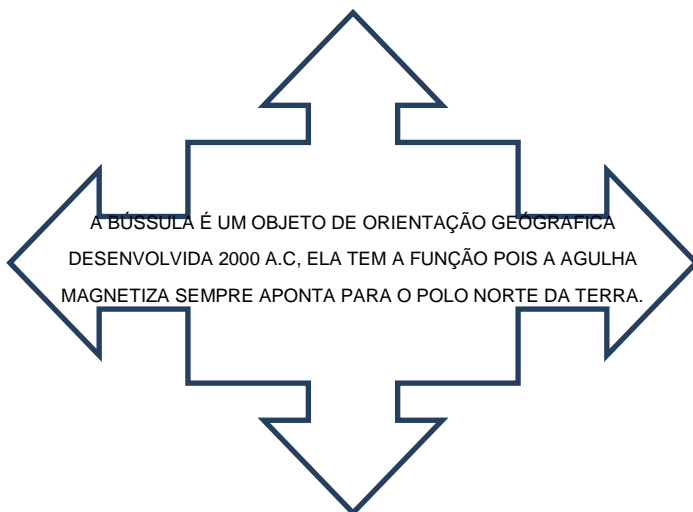 A BÚSSULA É UM OBJETO DE ORIENTAÇÃO GEÓGRAFICA
DESENVOLVIDA 2000 A.C, ELA TEM A FUNÇÃO POIS A AGULHA
MAGNETIZA SEMPRE APONTA PARA O POLO NORTE DA TERRA.